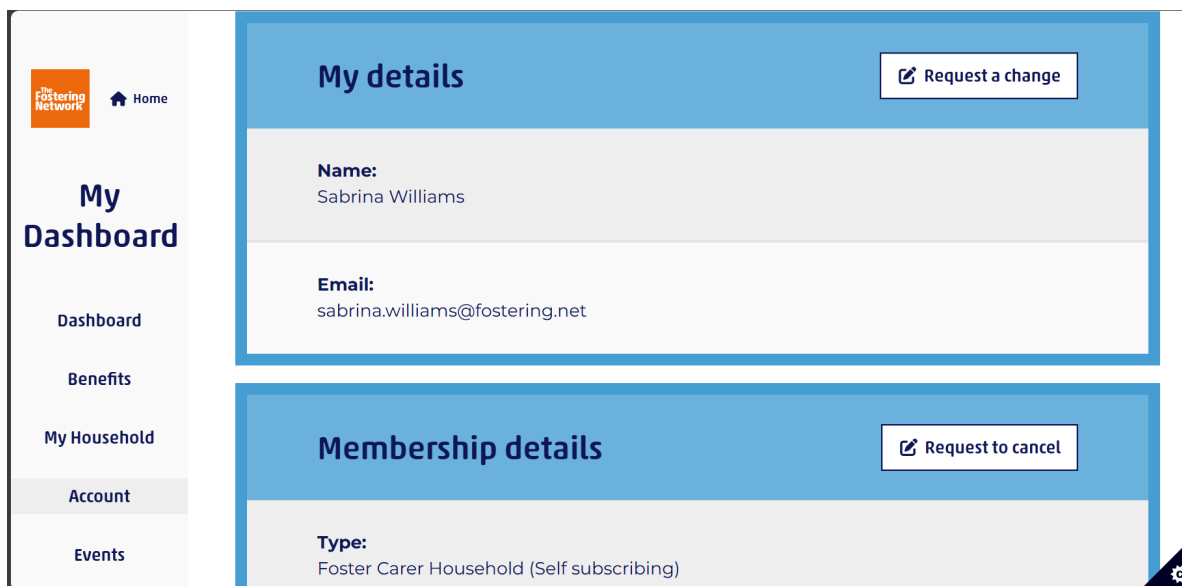 The
Fostering
Network
Home
My
Dashboard
Dashboard
Benefits
My Household
Account
Events
My details
Request a change
Name:
Sabrina Williams
Email:
sabrina.williams@fostering.net
Membership details
Request to cancel
Type:
Foster Carer Household (Self subscribing)